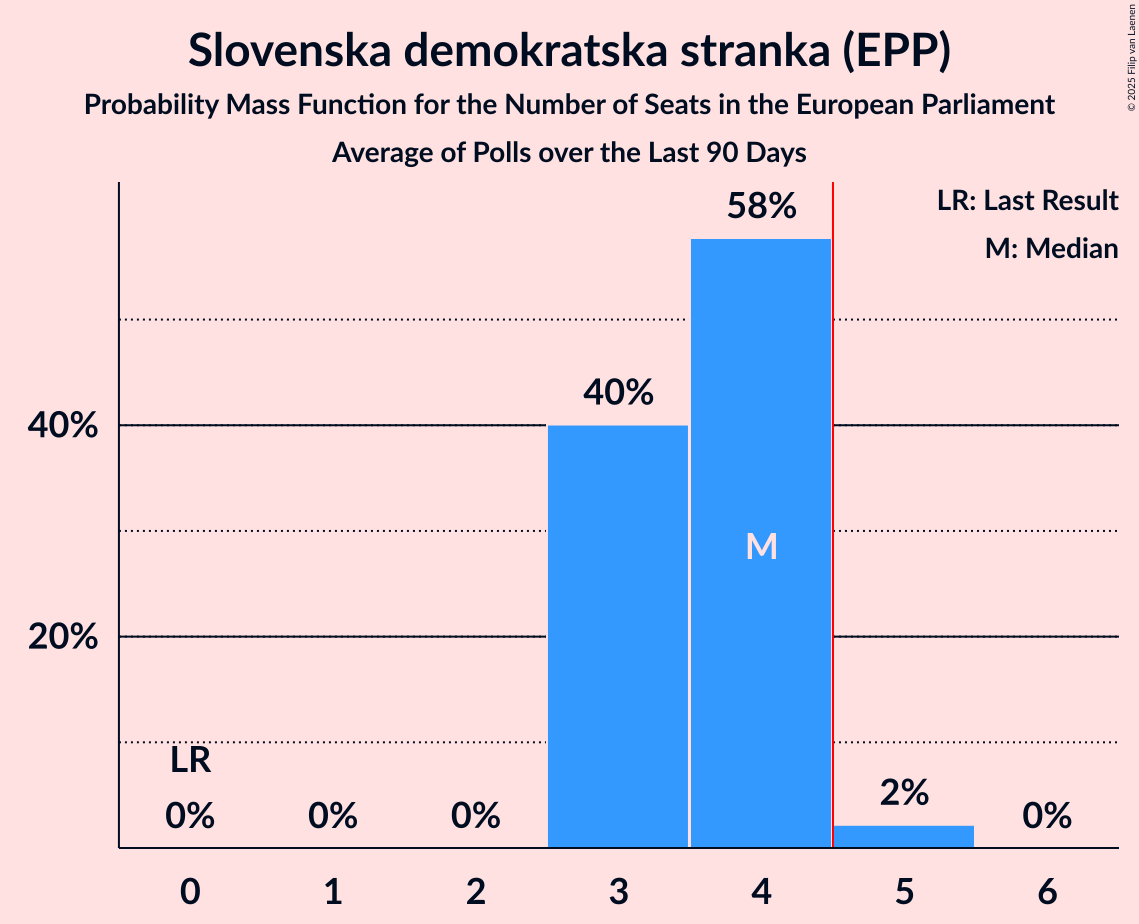 Slovenska demokratska stranka (EPP)
Probability Mass Function for the Number of Seats in the European Parliament
Average of Polls over the Last 90 Days
© 2025 Filip van Laenen
LR: Last Result
M: Median
58%
40%
40%
M
20%
LR
0%
0%
0%
2%
0%
0
1
2
3
4
5
6